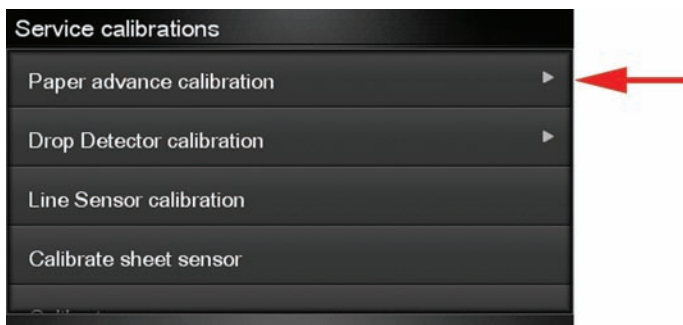 Service calibrations
Paper advance calibration
Drop Detector calibration
Line Sensor calibration
Calibrate sheet sensor